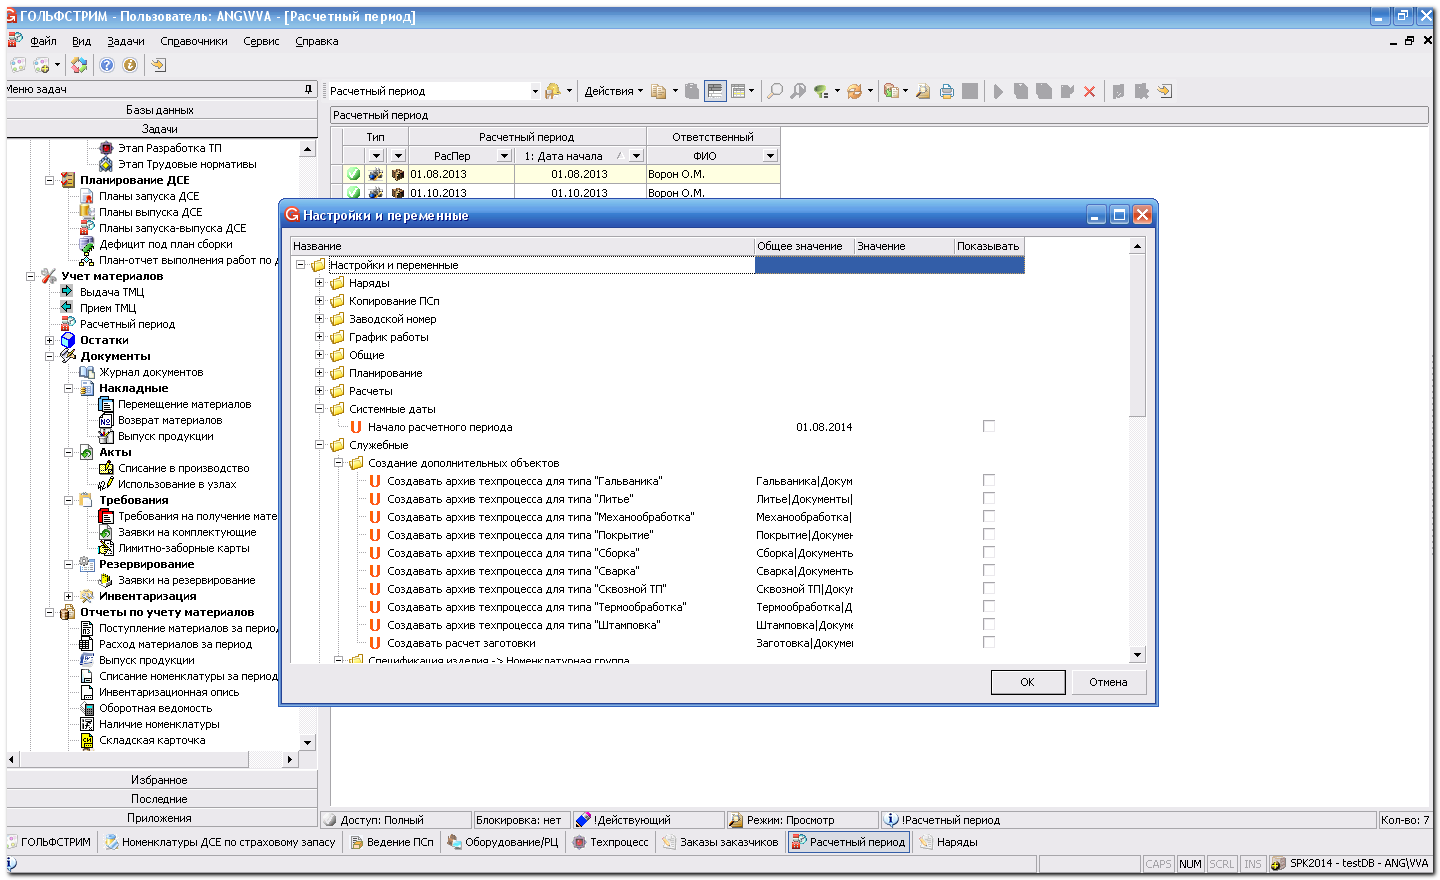 ГОЛЬФСТРИМ - Пользователь: ANG\VVA - [Расчетный период]
Файл Вид Задачи Справочники Сервис Справка
Меню задач
Расчетный период
Действия
Базы данных
Задачи
Этап Разработка ТП
Этап Трудовые нормативы
Планирование ДСЕ
Планы запуска ДСЕ
Планы выпуска ДСЕ
Планы запуска-выпуска ДСЕ
Дефицит под план сборки
План-отчет выполнения работ по д
Учет материалов
Выдача ТМЦ
Прием ТМЦ
Расчетный период
Остатки
Документы
Журнал документов
Накладные
Перемещение материалов
Возврат материалов
Выпуск продукции
Акты
Списание в производство
Использование в узлах
Требования
Требования на получение мате
Заявки на комплектующие
Лимитно-заборные карты
Резервирование
Заявки на резервирование
Инвентаризация
Отчеты по учету материалов
Поступление материалов за период
Расход материалов за период
Выпуск продукции
Списание номенклатуры за период
Инвентаризационная опись
Оборотная ведомость
Наличие номенклатуры
Складская карточка
Избранное
Последние
Приложения
Расчетный период
Тип Расчетный период Ответственный
РасПер 1: Дата начала ФИО
01.08.2013 01.08.2013 Ворон О.М.
01.10.2013 01.10.2013 Ворон О.М.
Настройки и переменные
Название Общее значение Значение Показывать
Настройки и переменные
Наряды
Копирование ПСп
Заводской номер
График работы
Общие
Планирование
Расчеты
Системные даты
Начало расчетного периода 01.08.2014
Служебные
Создание дополнительных объектов
Создавать архив техпроцесса для типа "Гальваника" Гальваника|Докум
Создавать архив техпроцесса для типа "Литье" Литье|Документы|
Создавать архив техпроцесса для типа "Механообработка" Механообработка|
Создавать архив техпроцесса для типа "Покрытие" Покрытие|Докумен
Создавать архив техпроцесса для типа "Сборка" Сборка|Документь
Создавать архив техпроцесса для типа "Сварка" Сварка|Документь
Создавать архив техпроцесса для типа "Сквозной ТП" Сквозной ТП|Доку
Создавать архив техпроцесса для типа "Термообработка" Термообработка|Д
Создавать архив техпроцесса для типа "Штамповка" Штамповка|Докуме
Создавать расчет заготовки Заготовка|Докумен
Спецификация изделия -> Номенклатурная группа
ОК Отмена
Доступ: Полный Блокировка: нет !Действующий Режим: Просмотр !Расчетный период Кол-во: 7
ГОЛЬФСТРИМ Номенклатуры ДСЕ по страховому запасу Ведение ПСп Оборудование/РЦ Техпроцесс Заказы заказчиков Расчетный период Наряды
CAPS NUM SCRL INS SPK2014 - testDB - ANG\VVA